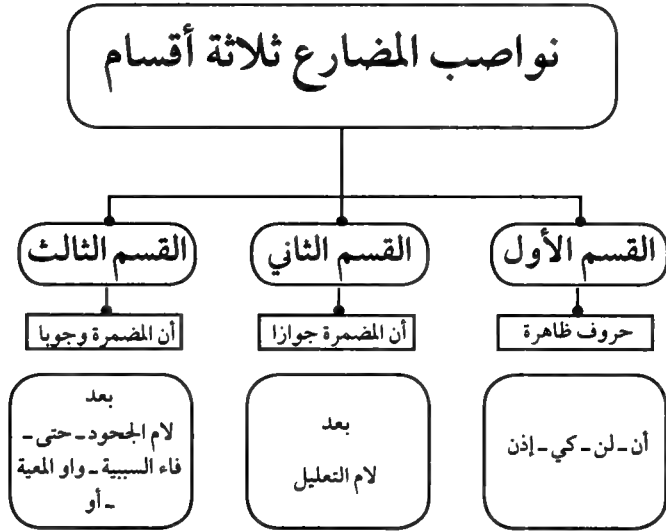 نواصب المضارع ثلاثة أقسام
القسم الأول
القسم الثاني
القسم الثالث
حروف ظاهرة
أن المضمرة جوازا
أن المضمرة وجوبا
أن ـ لن ـ كي ـ إذن
بعد
لام التعليل
بعد
لام الجحود ـ حتى ـ
فاء السببية ـ واو المعية
ـ أو